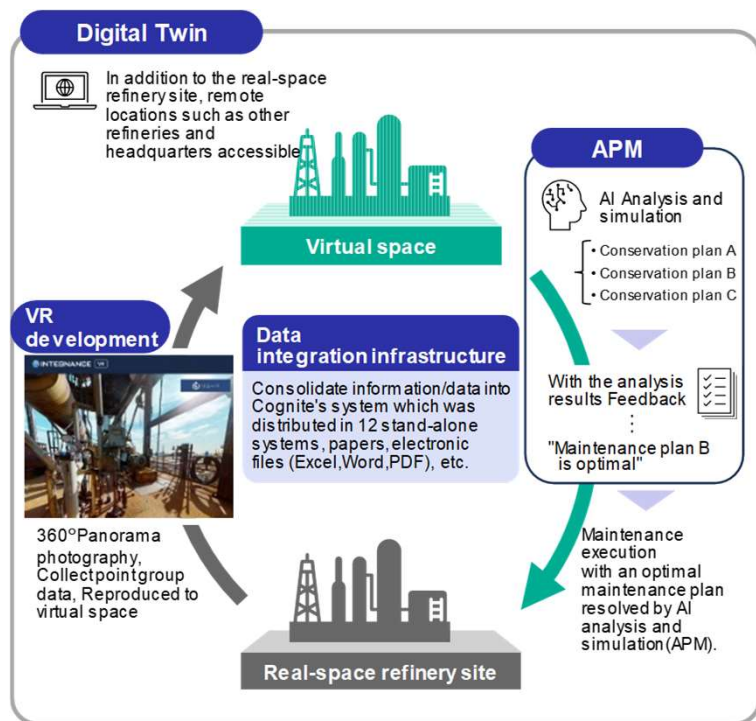 Digital Twin
In addition to the real-space
refinery site, remote
locations such as other
refineries and
headquarters accessible
Virtual space
APM
AI Analysis and
simulation
• Conservation plan A
• Conservation plan B
• Conservation plan C
With the analysis
results Feedback
"Maintenance plan B
is optimal"
Maintenance
execution
with an optimal
maintenance plan
resolved by AI
analysis and
simulation(APM).
VR
development
INTEGNANCE VR
360°Panorama
photography,
Collect point group
data, Reproduced to
virtual space
Data
integration infrastructure
Consolidate information/data into
Cognite's system which was
distributed in 12 stand-alone
systems, papers, electronic
files (Excel,Word,PDF), etc.
Real-space refinery site